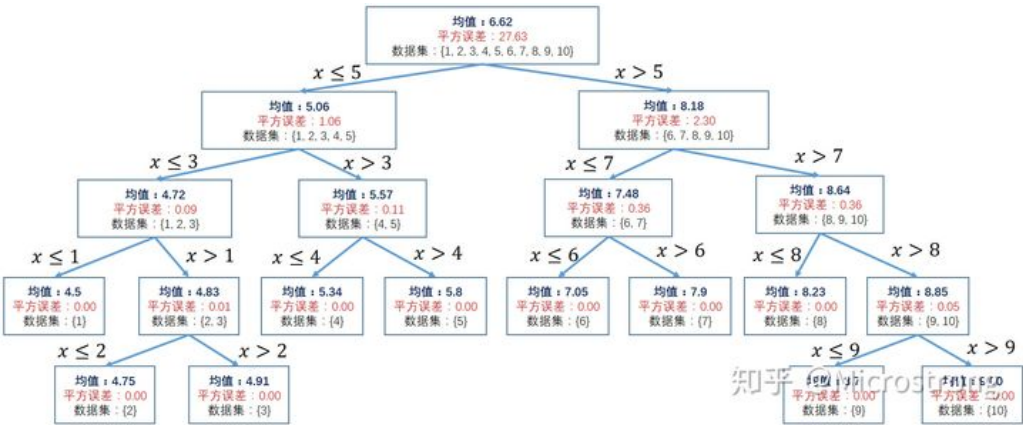 均值：6.62
平方误差：27.63
数据集：{1, 2, 3, 4, 5, 6, 7, 8, 9, 10}
x ≤ 5
x > 5
均值：5.06
平方误差：1.06
数据集：{1, 2, 3, 4, 5}
均值：8.18
平方误差：2.30
数据集：{6, 7, 8, 9, 10}
x ≤ 3
x > 3
x ≤ 7
x > 7
均值：4.72
平方误差：0.09
数据集：{1, 2, 3}
均值：5.57
平方误差：0.11
数据集：{4, 5}
均值：7.48
平方误差：0.36
数据集：{6, 7}
均值：8.64
平方误差：0.36
数据集：{8, 9, 10}
x ≤ 1
x > 1
x ≤ 4
x > 4
x ≤ 6
x > 6
x ≤ 8
x > 8
均值：4.5
平方误差：0.00
数据集：{1}
均值：4.83
平方误差：0.01
数据集：{2, 3}
均值：5.34
平方误差：0.00
数据集：{4}
均值：5.8
平方误差：0.00
数据集：{5}
均值：7.05
平方误差：0.00
数据集：{6}
均值：7.9
平方误差：0.00
数据集：{7}
均值：8.23
平方误差：0.00
数据集：{8}
均值：8.85
平方误差：0.05
数据集：{9, 10}
x ≤ 2
x > 2
x ≤ 9
x > 9
均值：4.75
平方误差：0.00
数据集：{2}
均值：4.91
平方误差：0.00
数据集：{3}
平方误差：0.00
数据集：{9}
平方误差：0.00
数据集：{10}
知乎 @Microstrong